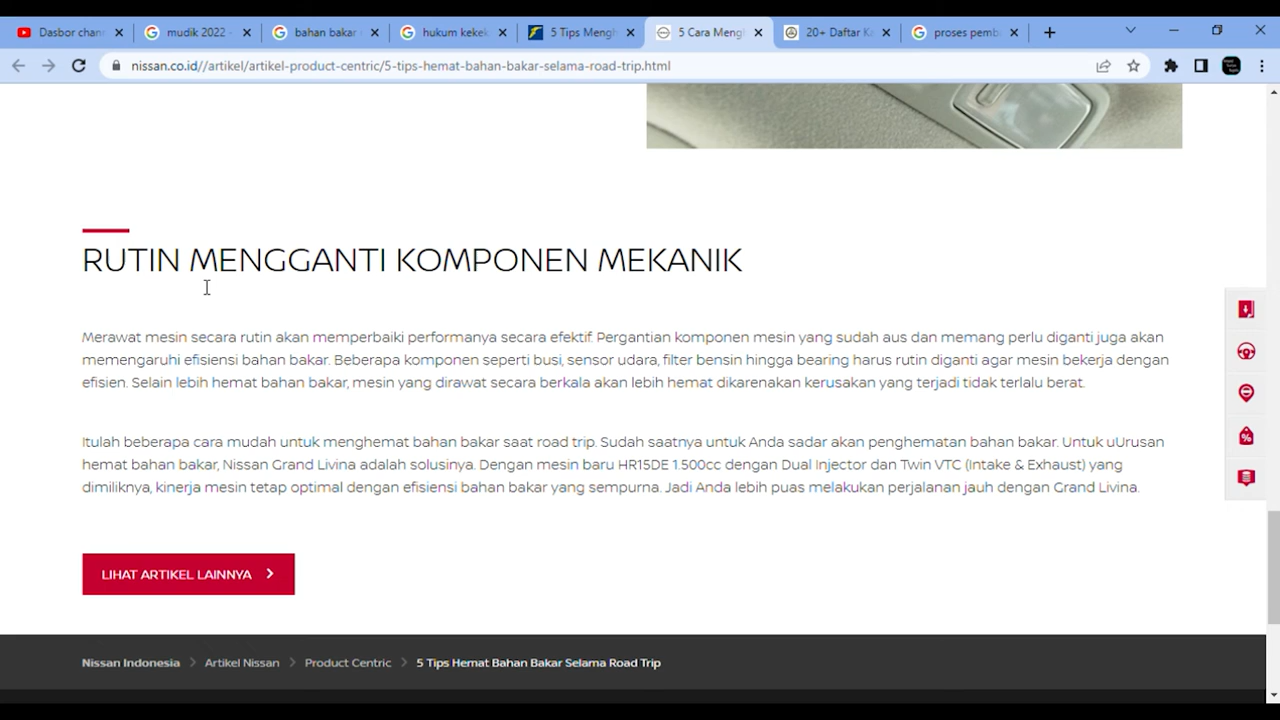 Dasbor chan
mudik 2022 -
bahan bakar
hukum kekek
5 Tips Mengh
5 Cara Mengl
20+ Daftar Ka
proses pemb
nissan.co.id//artikel/artikel-product-centric/5-tips-hemat-bahan-bakar-selama-road-trip.html
RUTIN MENGGANTI KOMPONEN MEKANIK
Merawat mesin secara rutin akan memperbaiki performanya secara efektif. Pergantian komponen mesin yang sudah aus dan memang perlu diganti juga akan
memengaruhi efisiensi bahan bakar. Beberapa komponen seperti busi, sensor udara, filter bensin hingga bearing harus rutin diganti agar mesin bekerja dengan
efisien. Selain lebih hemat bahan bakar, mesin yang dirawat secara berkala akan lebih hemat dikarenakan kerusakan yang terjadi tidak terlalu berat.
Itulah beberapa cara mudah untuk menghemat bahan bakar saat road trip. Sudah saatnya untuk Anda sadar akan penghematan bahan bakar. Untuk uUrusan
hemat bahan bakar, Nissan Grand Livina adalah solusinya. Dengan mesin baru HR15DE 1.500cc dengan Dual Injector dan Twin VTC (Intake & Exhaust) yang
dimiliknya, kinerja mesin tetap optimal dengan efisiensi bahan bakar yang sempurna. Jadi Anda lebih puas melakukan perjalanan jauh dengan Grand Livina.
LIHAT ARTIKEL LAINNYA
Nissan Indonesia
Artikel Nissan
Product Centric
5 Tips Hemat Bahan Bakar Selama Road Trip